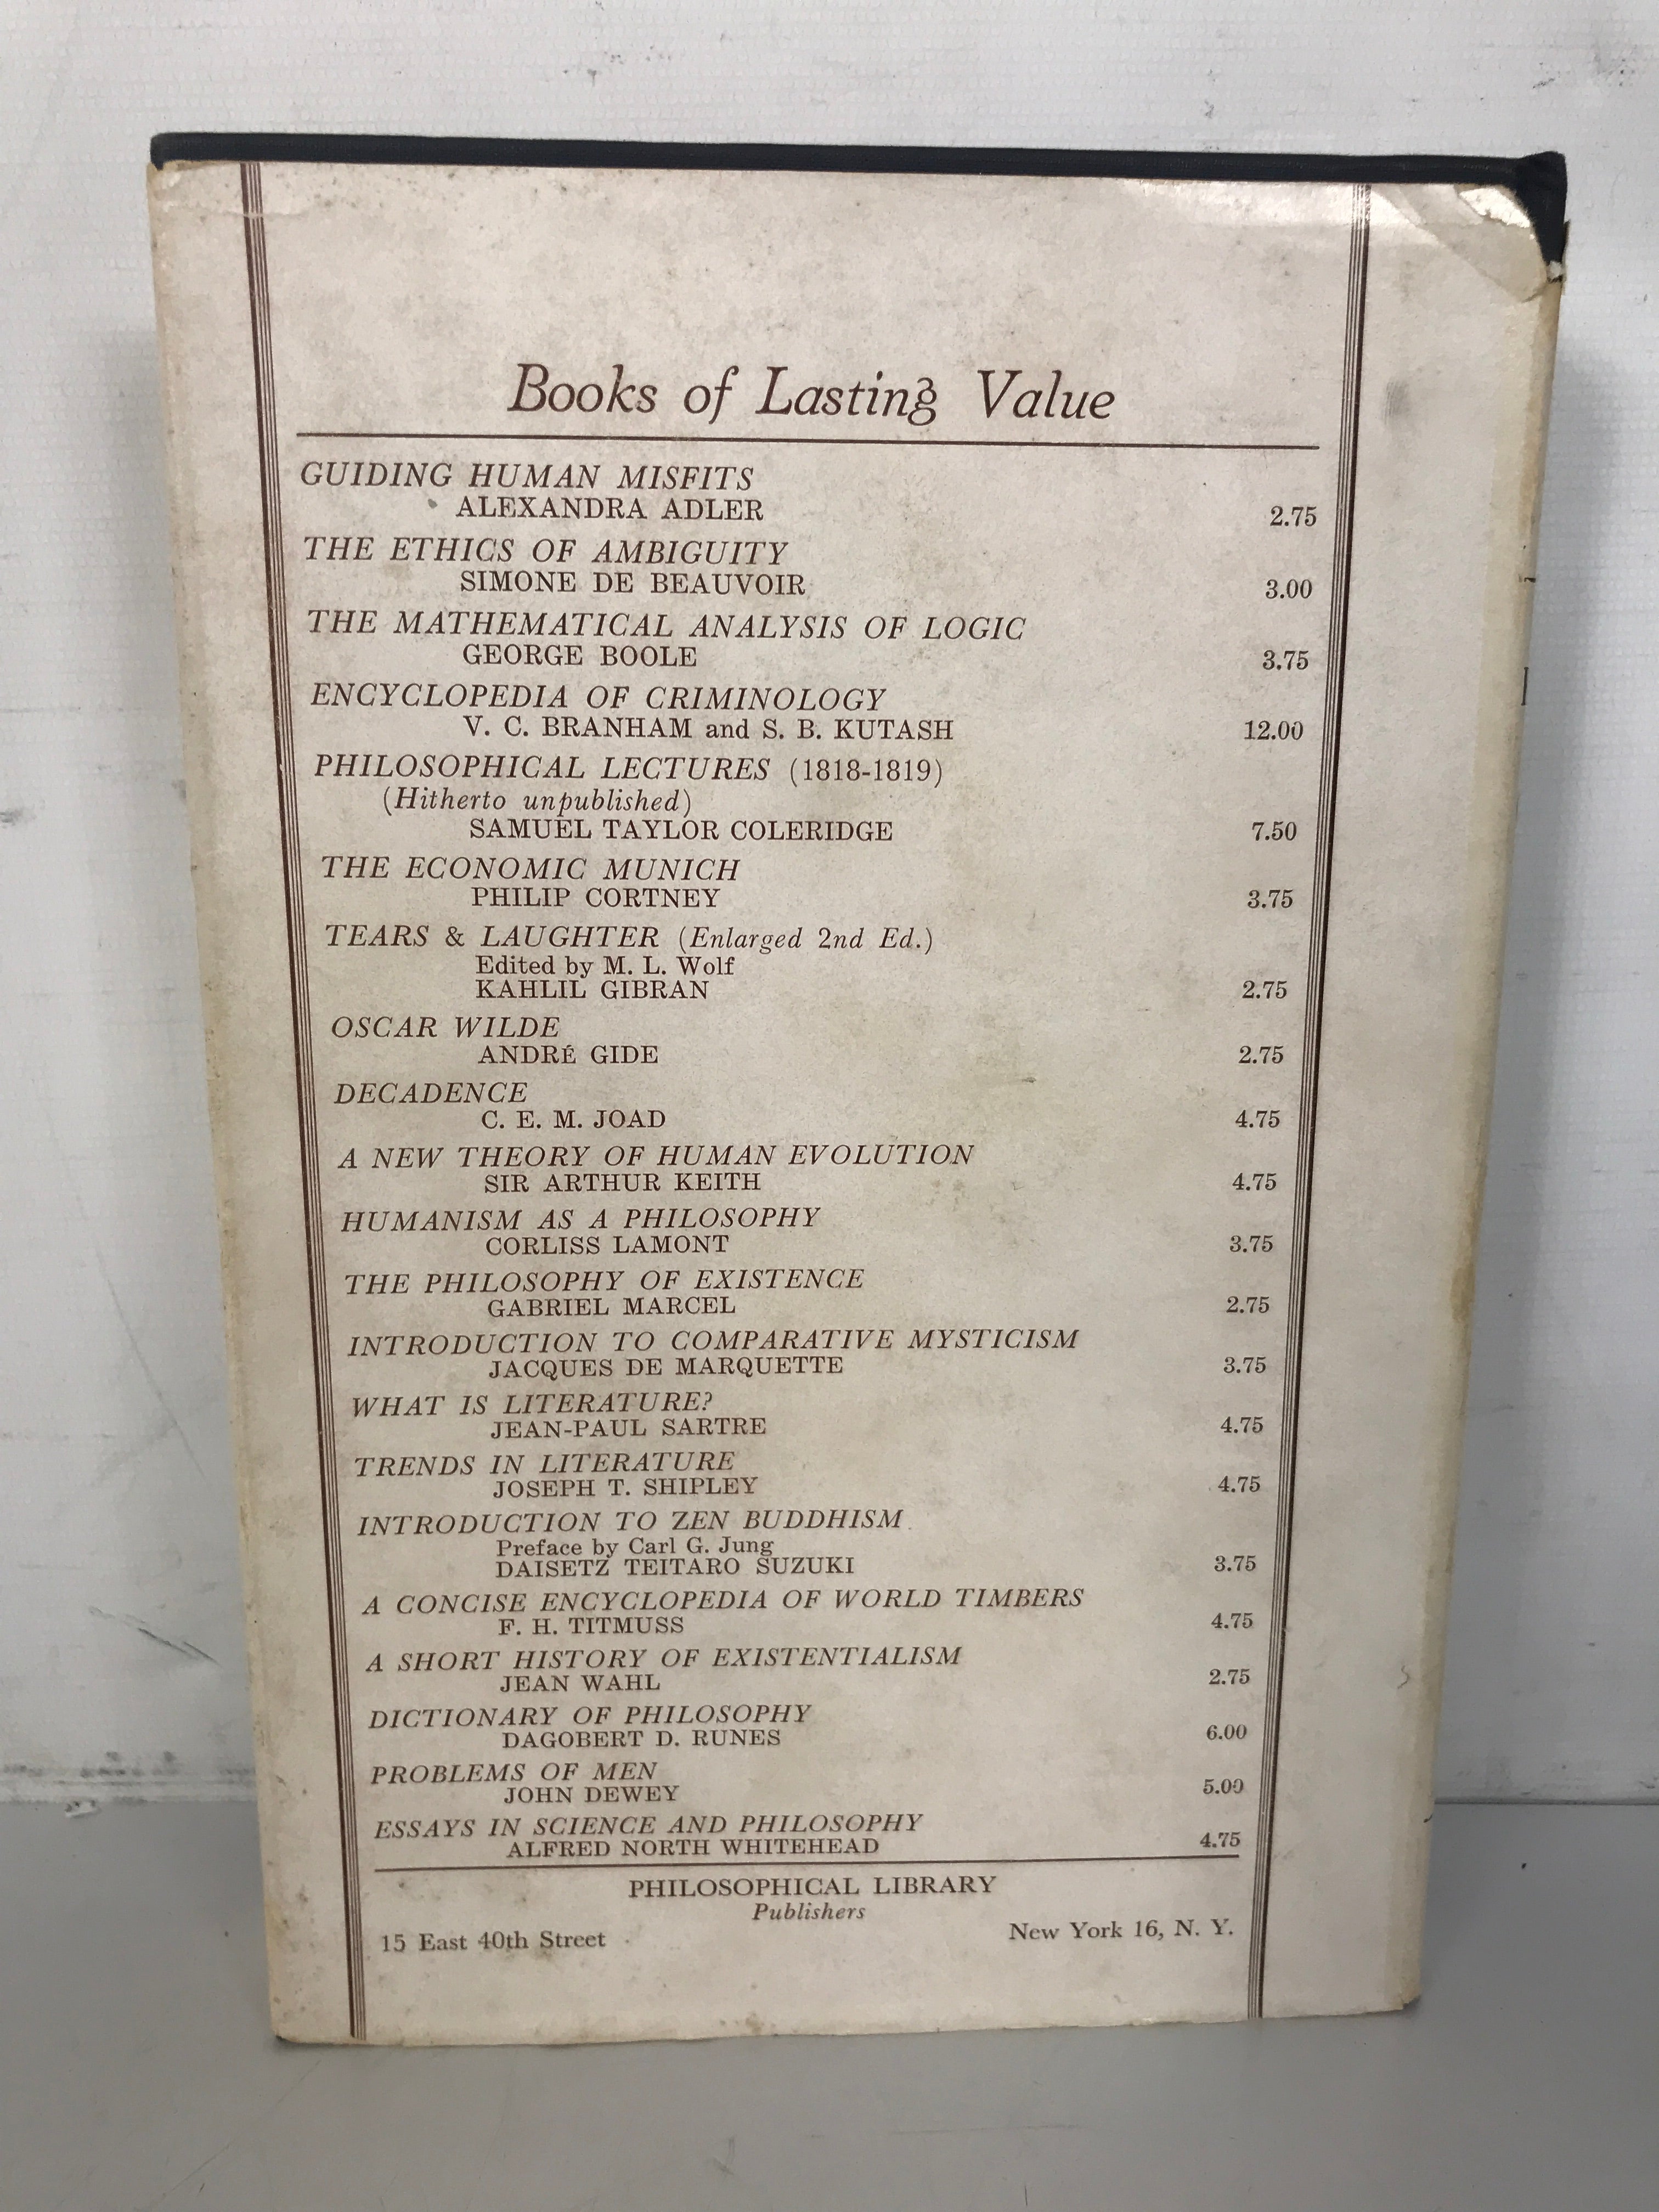 Books of Lasting Value
GUIDING HUMAN MISFITS
ALEXANDRA ADLER 2.75
THE ETHICS OF AMBIGUITY
SIMONE DE BEAUVOIR 3.00
THE MATHEMATICAL ANALYSIS OF LOGIC
GEORGE BOOLE 3.75
ENCYCLOPEDIA OF CRIMINOLOGY
V. C. BRANHAM and S. B. KUTASH 12.00
PHILOSOPHICAL LECTURES (1818-1819)
(Hitherto unpublished)
SAMUEL TAYLOR COLERIDGE 7.50
THE ECONOMIC MUNICH
PHILIP CORTNEY 3.75
TEARS & LAUGHTER (Enlarged 2nd Ed.)
Edited by M. L. Wolf
KAHLIL GIBRAN 2.75
OSCAR WILDE
ANDRÉ GIDE 2.75
DECADENCE
C. E. M. JOAD 4.75
A NEW THEORY OF HUMAN EVOLUTION
SIR ARTHUR KEITH 4.75
HUMANISM AS A PHILOSOPHY
CORLISS LAMONT 3.75
THE PHILOSOPHY OF EXISTENCE
GABRIEL MARCEL 2.75
INTRODUCTION TO COMPARATIVE MYSTICISM
JACQUES DE MARQUETTE 3.75
WHAT IS LITERATURE?
JEAN-PAUL SARTRE 4.75
TRENDS IN LITERATURE
JOSEPH T. SHIPLEY 4.75
INTRODUCTION TO ZEN BUDDHISM
Preface by Carl G. Jung
DAISETZ TEITARO SUZUKI 3.75
A CONCISE ENCYCLOPEDIA OF WORLD TIMBERS
F. H. TITMUSS 4.75
A SHORT HISTORY OF EXISTENTIALISM
JEAN WAHL 2.75
DICTIONARY OF PHILOSOPHY
DAGOBERT D. RUNES 6.00
PROBLEMS OF MEN
JOHN DEWEY 5.00
ESSAYS IN SCIENCE AND PHILOSOPHY
ALFRED NORTH WHITEHEAD 4.75
PHILOSOPHICAL LIBRARY
Publishers
15 East 40th Street New York 16, N. Y.